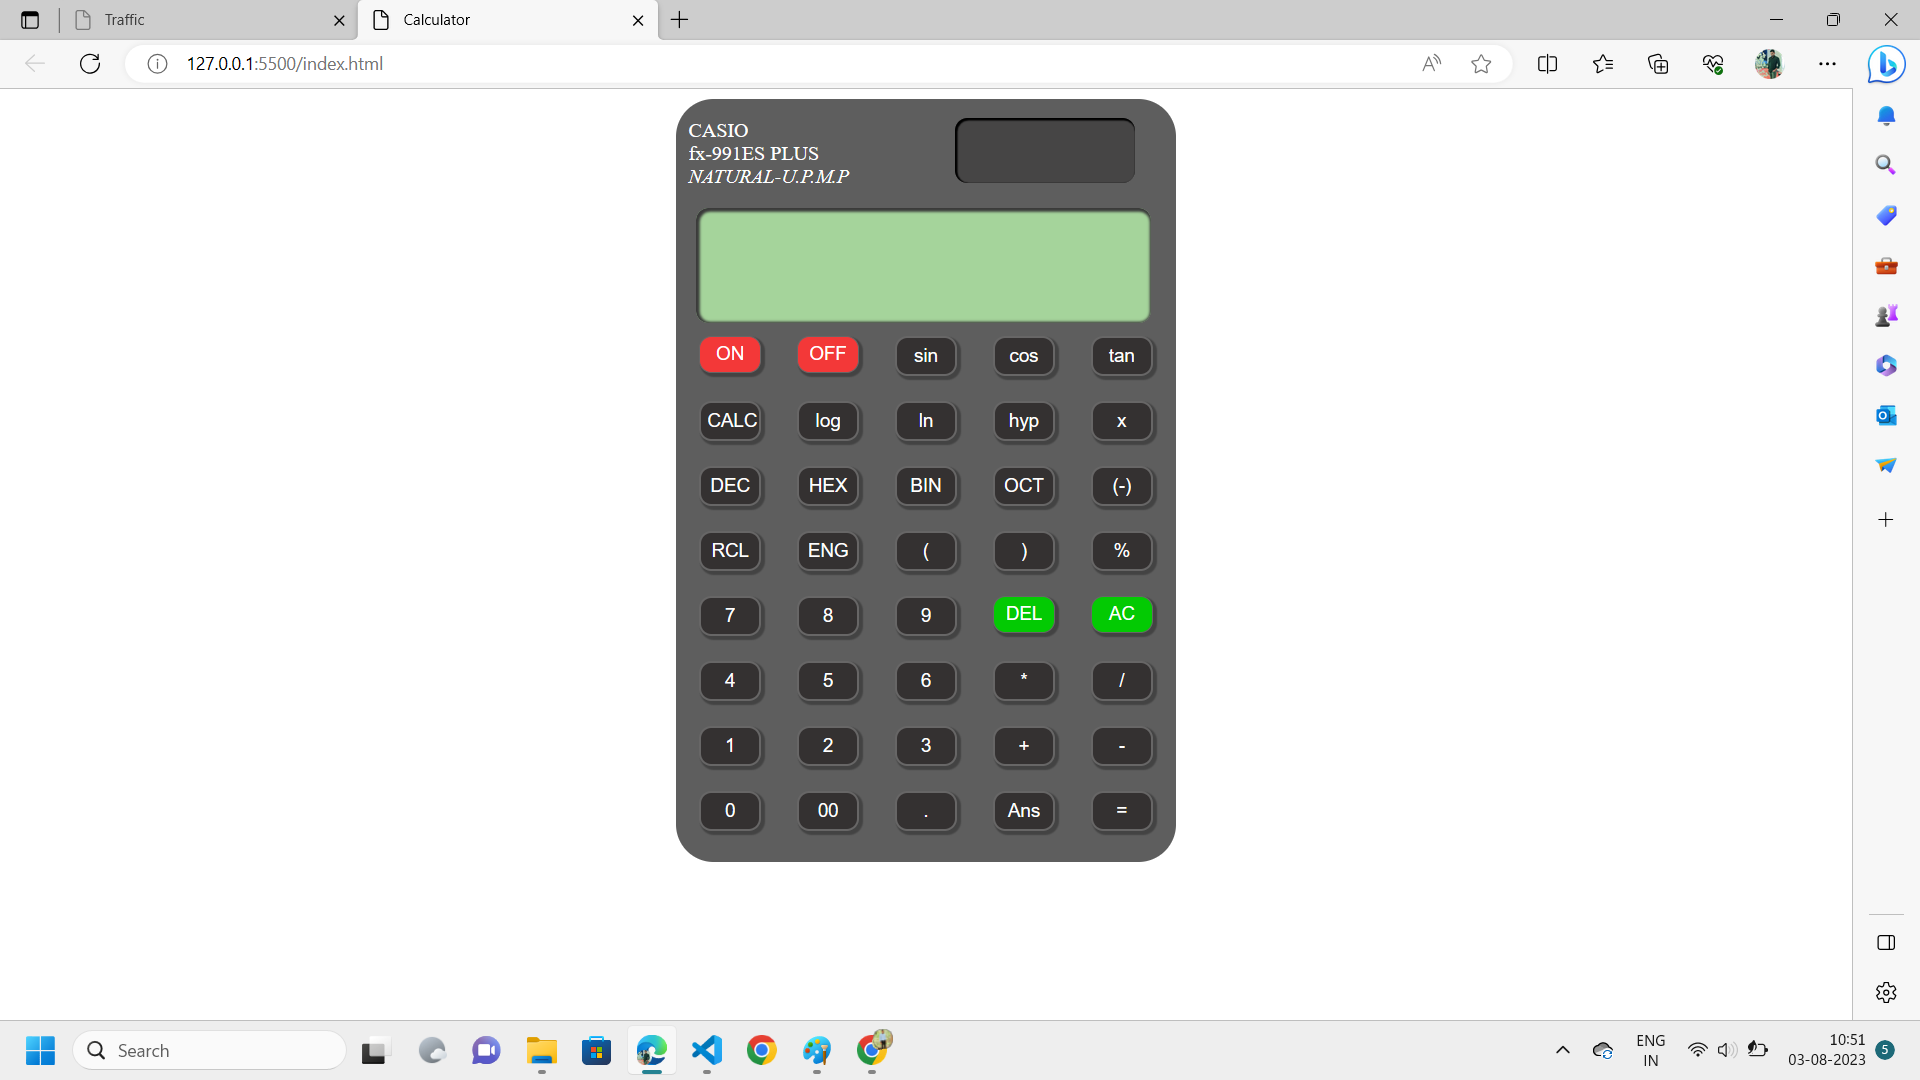 Traffic
Calculator
127.0.0.1:5500/index.html
CASIO
fx-991ES PLUS
NATURAL-U.P.M.P
ON OFF sin cos tan
CALC log ln hyp x
DEC HEX BIN OCT (-)
RCL ENG ( ) %
7 8 9 DEL AC
4 5 6 * /
1 2 3 + -
0 00 . Ans =
Search
ENG
IN
10:51
03-08-2023
5